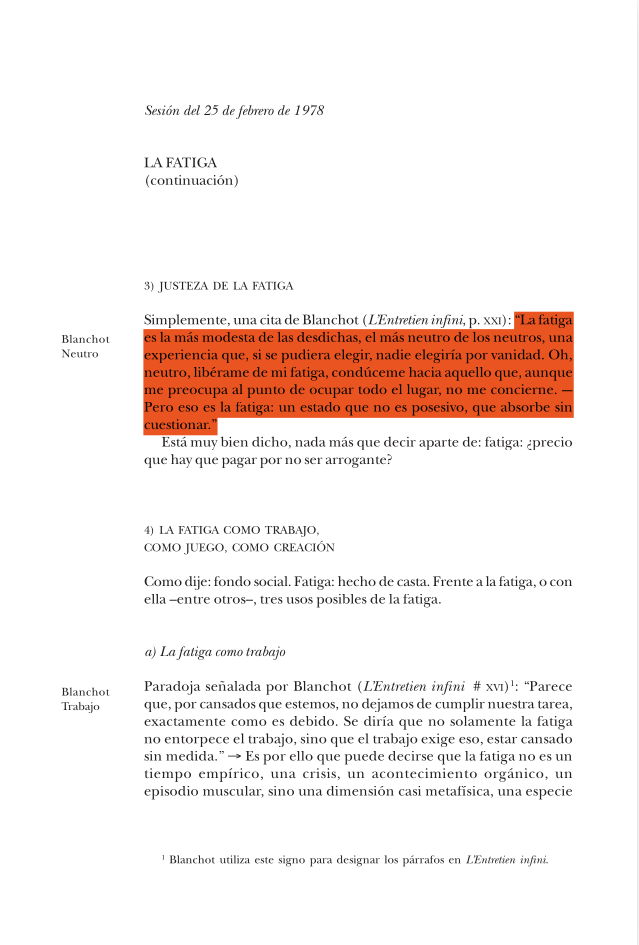 Sesión del 25 de febrero de 1978
LA FATIGA
(continuación)
3) JUSTEZA DE LA FATIGA
Blanchot
Neutro
Simplemente, una cita de Blanchot (L’Entretien infini, p. XXI): “La fatiga
es la más modesta de las desdichas, el más neutro de los neutros, una
experiencia que, si se pudiera elegir, nadie elegiría por vanidad. Oh,
neutro, libérame de mi fatiga, condúceme hacia aquello que, aunque
me preocupa al punto de ocupar todo el lugar, no me concierne. —
Pero eso es la fatiga: un estado que no es posesivo, que absorbe sin
cuestionar.”
Está muy bien dicho, nada más que decir aparte de: fatiga: ¿precio
que hay que pagar por no ser arrogante?
4) LA FATIGA COMO TRABAJO,
COMO JUEGO, COMO CREACIÓN
Como dije: fondo social. Fatiga: hecho de casta. Frente a la fatiga, o con
ella –entre otros–, tres usos posibles de la fatiga.
a) La fatiga como trabajo
Blanchot
Trabajo
Paradoja señalada por Blanchot (L’Entretien infini # XVI)¹: “Parece
que, por cansados que estemos, no dejamos de cumplir nuestra tarea,
exactamente como es debido. Se diría que no solamente la fatiga
no entorpece el trabajo, sino que el trabajo exige eso, estar cansado
sin medida.” → Es por ello que puede decirse que la fatiga no es un
tiempo empírico, una crisis, un acontecimiento orgánico, un
episodio muscular, sino una dimensión casi metafísica, una especie
¹ Blanchot utiliza este signo para designar los párrafos en L’Entretien infini.